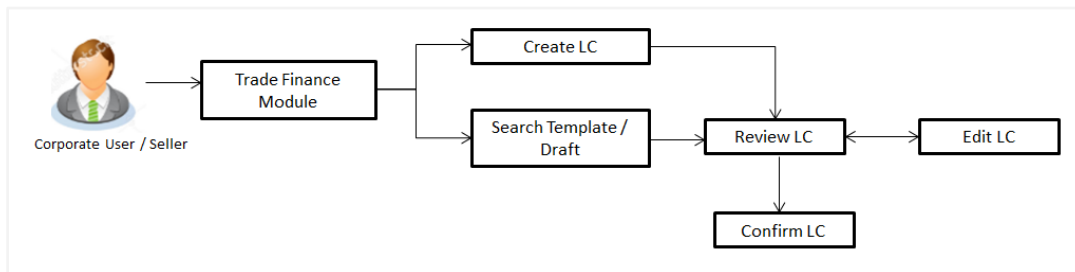 Corporate User / Seller
Trade Finance
Module
Create LC
Search Template /
Draft
Review LC
Edit LC
Confirm LC